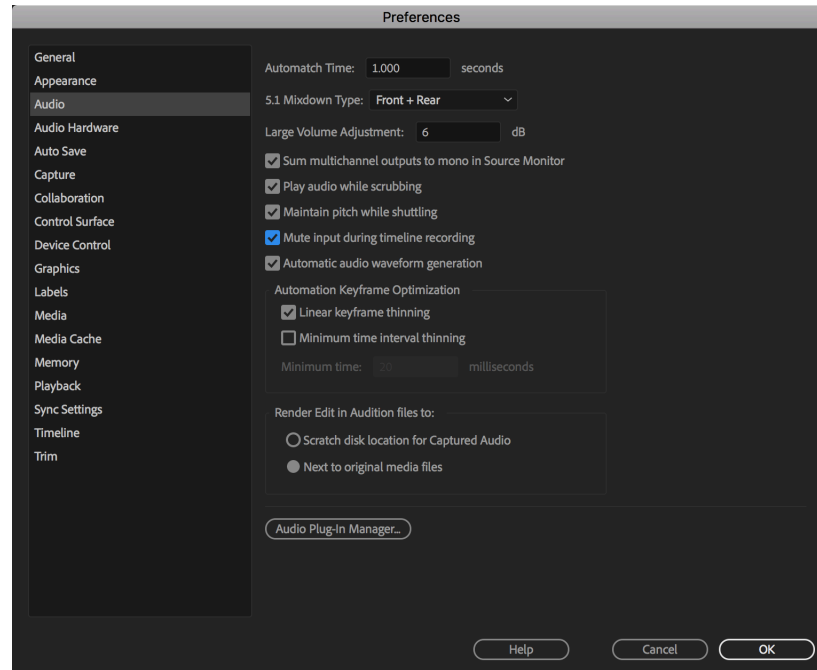 Preferences
General
Appearance
Audio
Audio Hardware
Auto Save
Capture
Collaboration
Control Surface
Device Control
Graphics
Labels
Media
Media Cache
Memory
Playback
Sync Settings
Timeline
Trim
Automatch Time: 1.000 seconds
5.1 Mixdown Type: Front + Rear
Large Volume Adjustment: 6 dB
Sum multichannel outputs to mono in Source Monitor
Play audio while scrubbing
Maintain pitch while shuttling
Mute input during timeline recording
Automatic audio waveform generation
Automation Keyframe Optimization
Linear keyframe thinning
Minimum time interval thinning
Minimum time: 20 milliseconds
Render Edit in Audition files to:
Scratch disk location for Captured Audio
Next to original media files
Audio Plug-In Manager...
Help Cancel OK